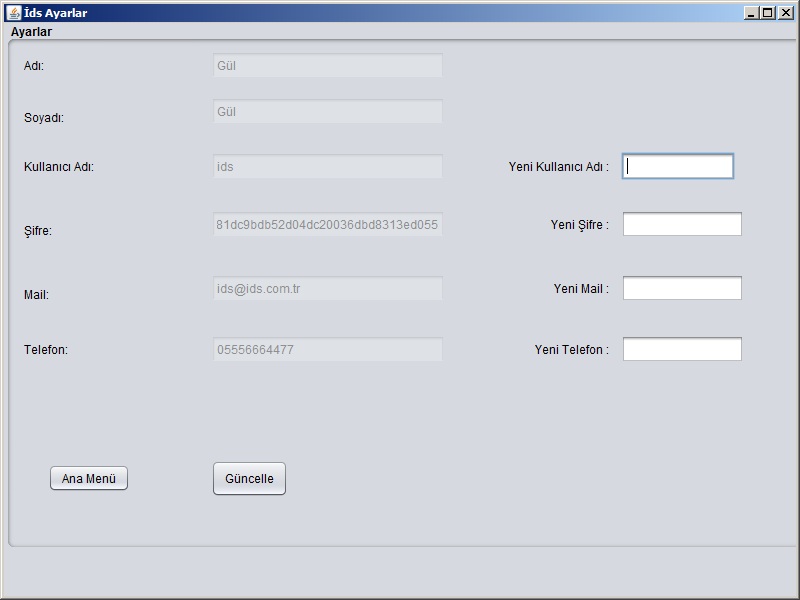 İds Ayarlar
Ayarlar
Adı: Gül
Soyadı: Gül
Kullanıcı Adı: ids Yeni Kullanıcı Adı :
Şifre: 81dc9bdb52d04dc20036dbd8313ed055 Yeni Şifre :
Mail: ids@ids.com.tr Yeni Mail :
Telefon: 05556664477 Yeni Telefon :
Ana Menü Güncelle